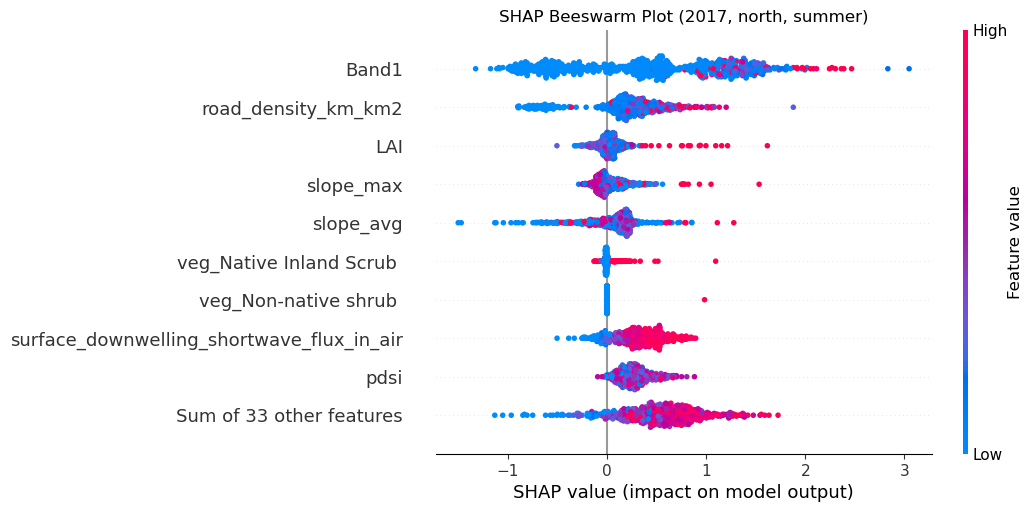 SHAP Beeswarm Plot (2017, north, summer)
High
Band1
road_density_km_km2
LAI
slope_max
slope_avg
veg_Native Inland Scrub
veg_Non-native shrub
surface_downwelling_shortwave_flux_in_air
pdsi
Sum of 33 other features
Feature value
Low
−1 0 1 2 3
SHAP value (impact on model output)